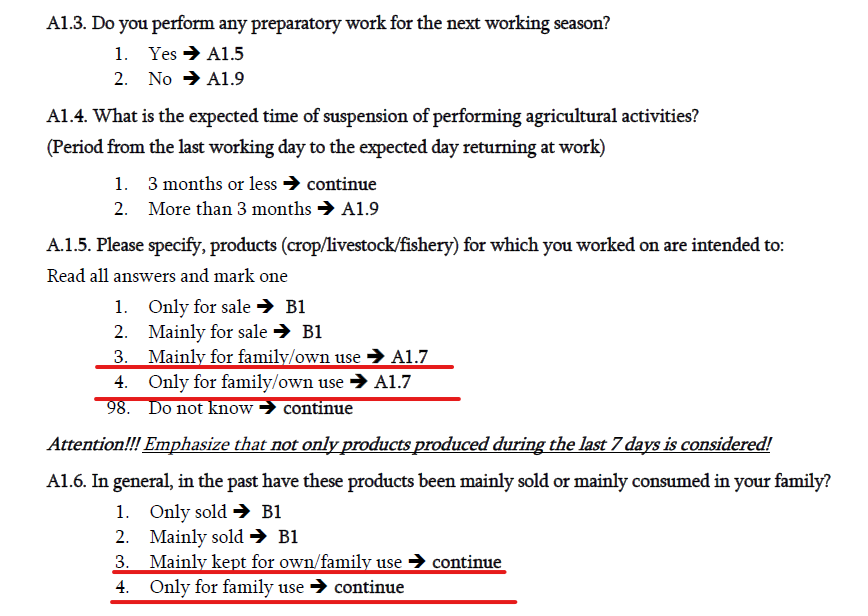 A1.3. Do you perform any preparatory work for the next working season?
1. Yes ➔ A1.5
2. No ➔ A1.9
A1.4. What is the expected time of suspension of performing agricultural activities?
(Period from the last working day to the expected day returning at work)
1. 3 months or less ➔ continue
2. More than 3 months ➔ A1.9
A.1.5. Please specify, products (crop/livestock/fishery) for which you worked on are intended to:
Read all answers and mark one
1. Only for sale ➔ B1
2. Mainly for sale ➔ B1
3. Mainly for family/own use ➔ A1.7
4. Only for family/own use ➔ A1.7
98. Do not know ➔ continue
Attention!!! Emphasize that not only products produced during the last 7 days is considered!
A1.6. In general, in the past have these products been mainly sold or mainly consumed in your family?
1. Only sold ➔ B1
2. Mainly sold ➔ B1
3. Mainly kept for own/family use ➔ continue
4. Only for family use ➔ continue